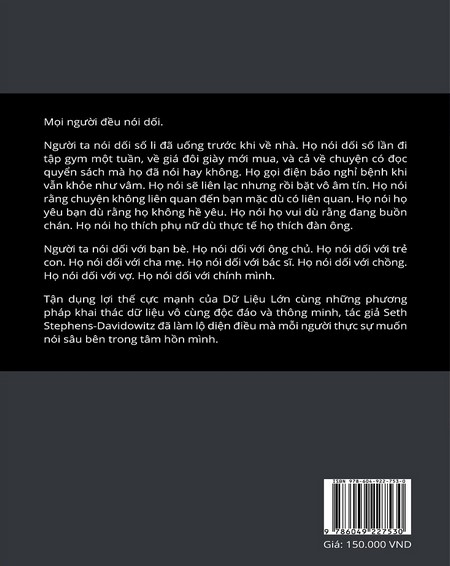 Mọi người đều nói dối.
Người ta nói dối số li đã uống trước khi về nhà. Họ nói dối số lần đi
tập gym một tuần, về giá đôi giày mới mua, và cả về chuyện có đọc
quyển sách mà họ đã nói hay không. Họ gọi điện báo nghỉ bệnh khi
vẫn khỏe như vâm. Họ nói sẽ liên lạc nhưng rồi bặt vô âm tín. Họ nói
rằng chuyện không liên quan đến bạn mặc dù có liên quan. Họ nói họ
yêu bạn dù rằng họ không hề yêu. Họ nói họ vui dù rằng đang buồn
chán. Họ nói họ thích phụ nữ dù thực tế họ thích đàn ông.
Người ta nói dối với bạn bè. Họ nói dối với ông chủ. Họ nói dối với trẻ
con. Họ nói dối với cha mẹ. Họ nói dối với bác sĩ. Họ nói dối với chồng.
Họ nói dối với vợ. Họ nói dối với chính mình.
Tận dụng lợi thế cực mạnh của Dữ Liệu Lớn cùng những phương
pháp khai thác dữ liệu vô cùng độc đáo và thông minh, tác giả Seth
Stephens-Davidowitz đã làm lộ diện điều mà mỗi người thực sự muốn
nói sâu bên trong tâm hồn mình.
ISBN 978-604-922-753-0
9 786049 227530
Giá: 150.000 VND